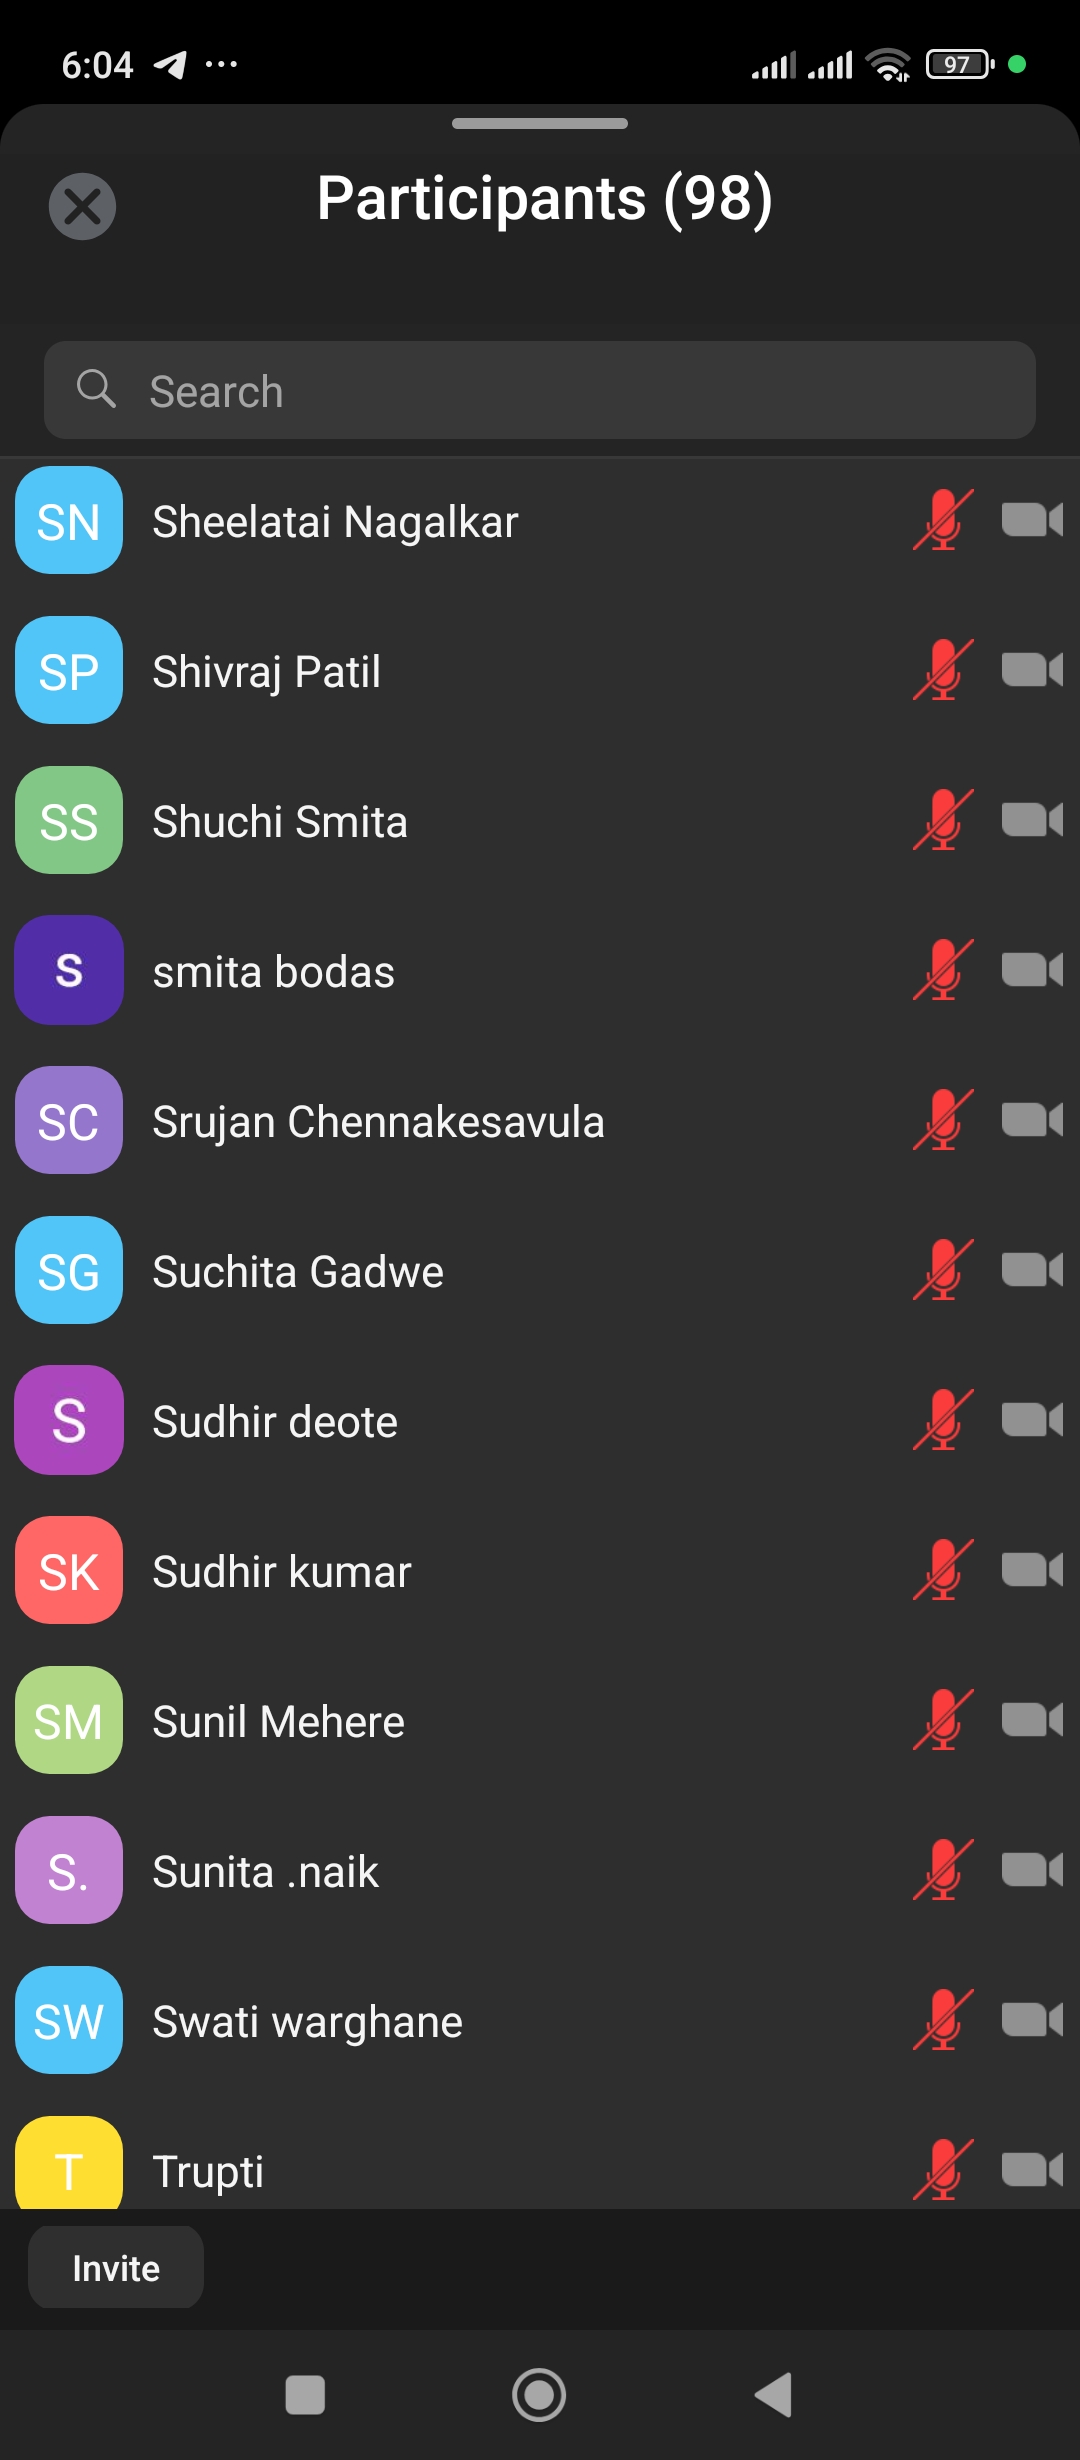 6:04 ... 97
Participants (98)
Search
SN Sheelatai Nagalkar
SP Shivraj Patil
SS Shuchi Smita
S smita bodas
SC Srujan Chennakesavula
SG Suchita Gadwe
S Sudhir deote
SK Sudhir kumar
SM Sunil Mehere
S. Sunita .naik
SW Swati warghane
T Trupti
Invite